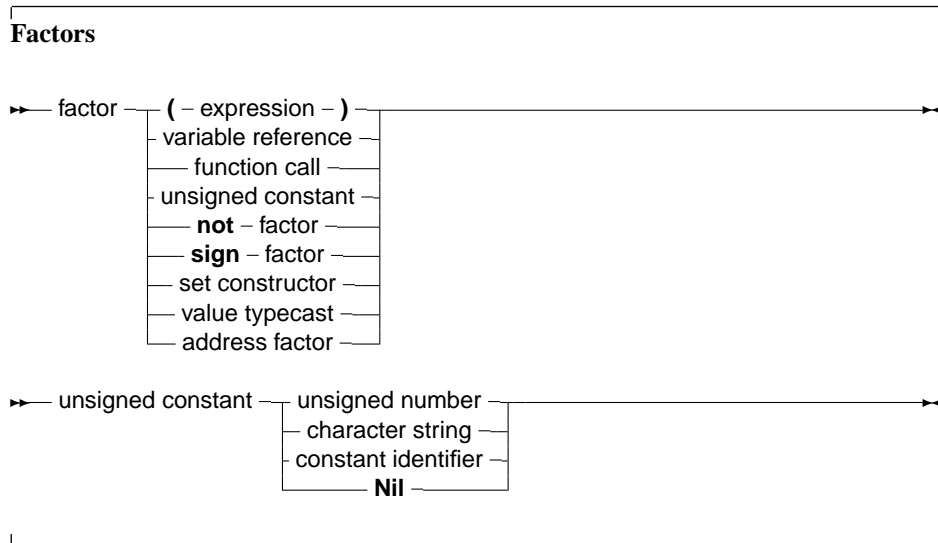 Factors
factor ( expression )
variable reference
function call
unsigned constant
not factor
sign factor
set constructor
value typecast
address factor
unsigned constant unsigned number
character string
constant identifier
Nil